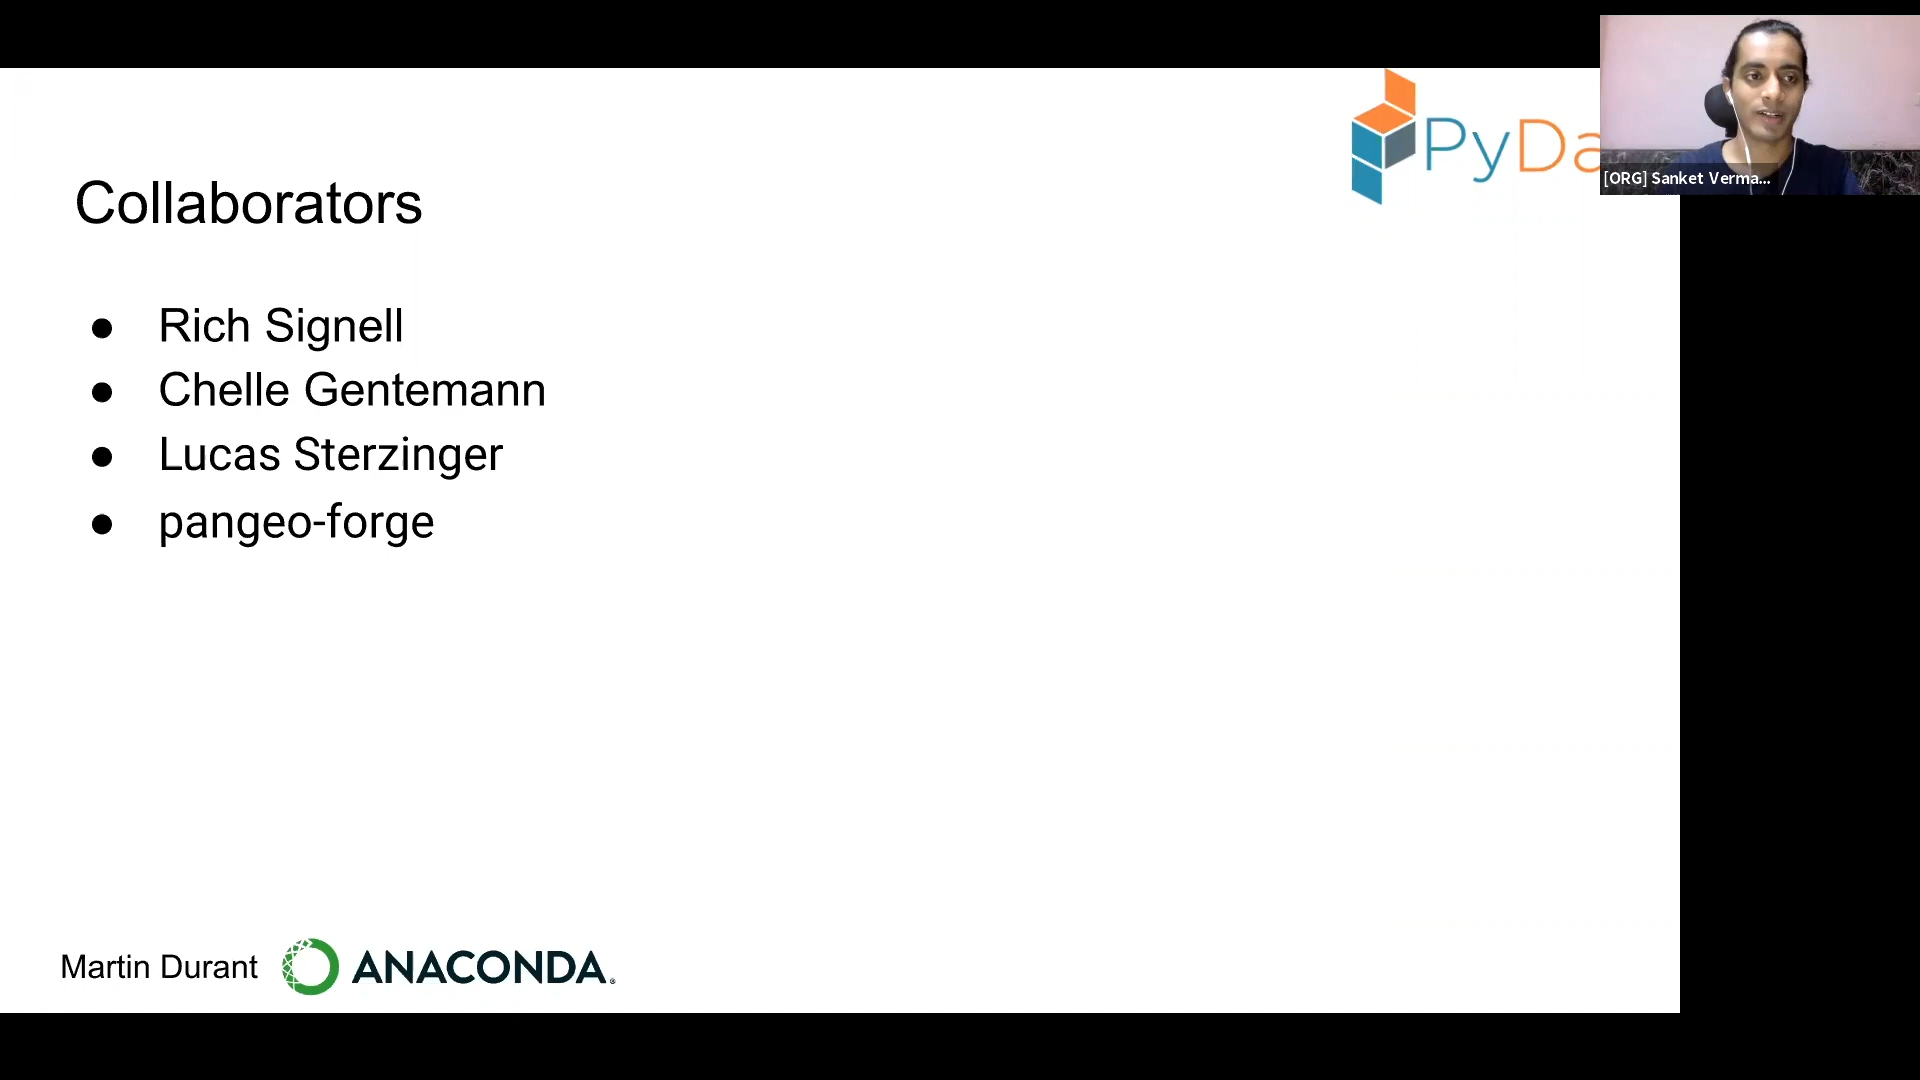 PyDa
[ORG] Sanket Verma...
Collaborators
● Rich Signell
● Chelle Gentemann
● Lucas Sterzinger
● pangeo-forge
Martin Durant ANACONDA®